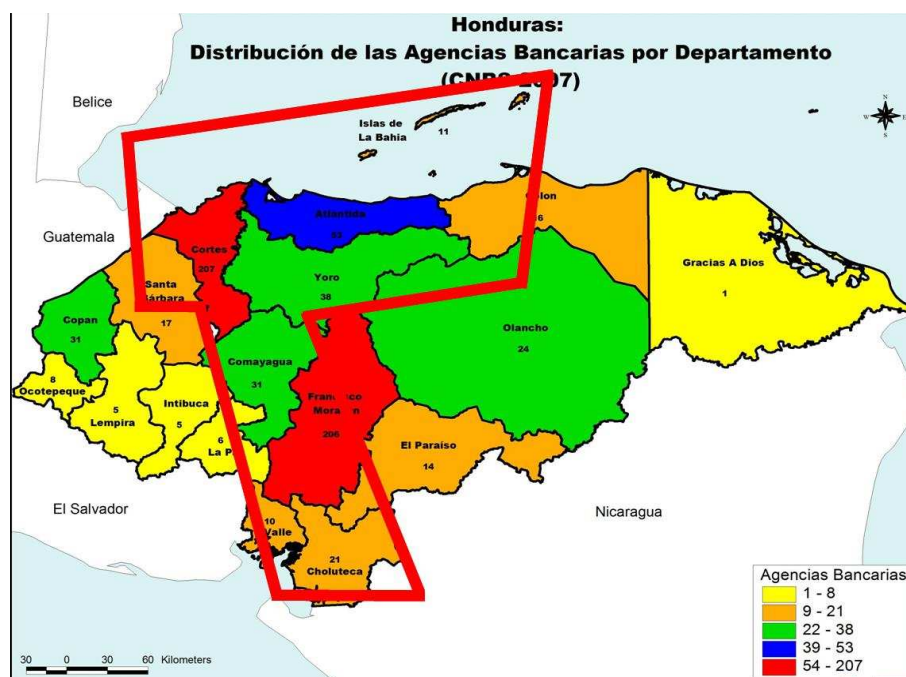 Honduras:
Distribución de las Agencias Bancarias por Departamento
Belice
Islas de
La Bahia
11
N
W
E
S
Guatemala
Cortes
207
Santa
17
Copan
31
8
Ocotepeque
5
Lempira
Intibuca
5
6
La
Yoro
38
Comayagua
31
206
Olancho
24
Gracias A Dios
1
El Paraiso
14
10
Valle
21
Choluteca
El Salvador
Nicaragua
Agencias Bancarias
1 - 8
9 - 21
22 - 38
39 - 53
54 - 207
30 0 30 60 Kilometers